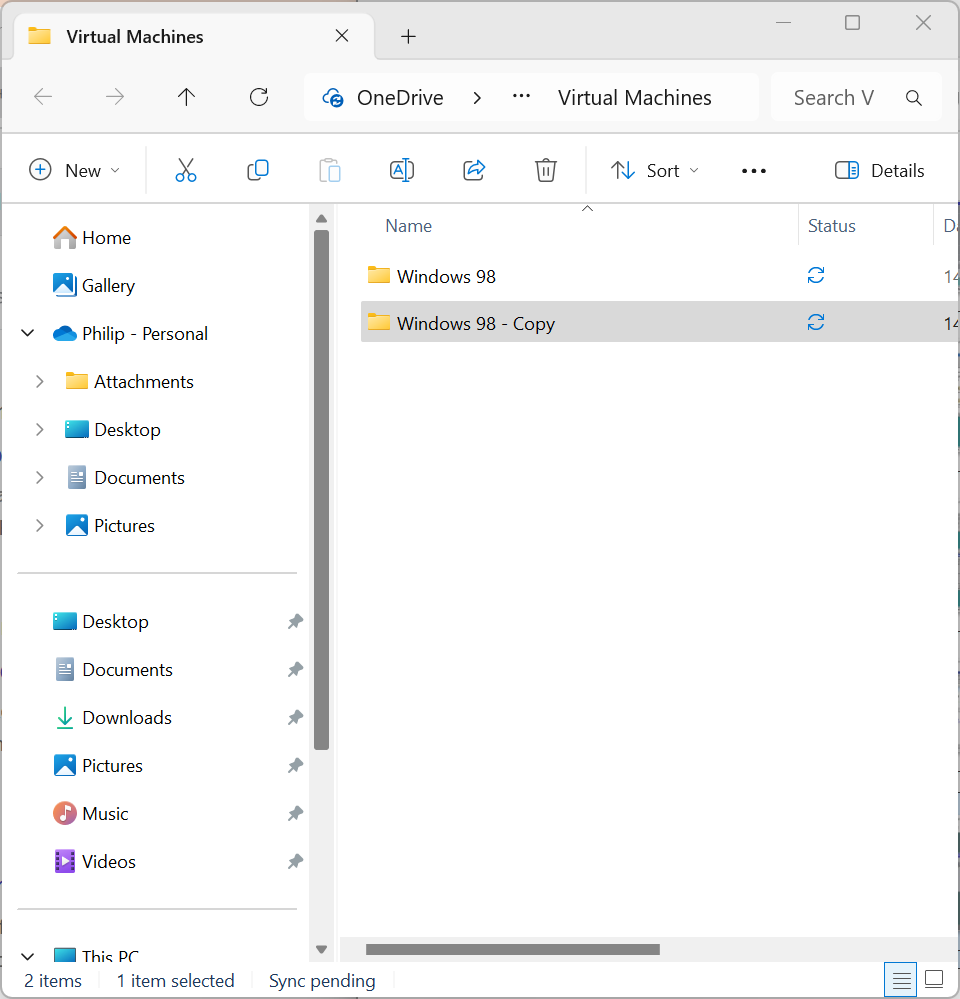 Virtual Machines
OneDrive > ... Virtual Machines
Search V
New
Sort
Details
Home
Gallery
Philip - Personal
Attachments
Desktop
Documents
Pictures
Desktop
Documents
Downloads
Pictures
Music
Videos
This PC
Name Status
Windows 98 14
Windows 98 - Copy 14
2 items 1 item selected Sync pending